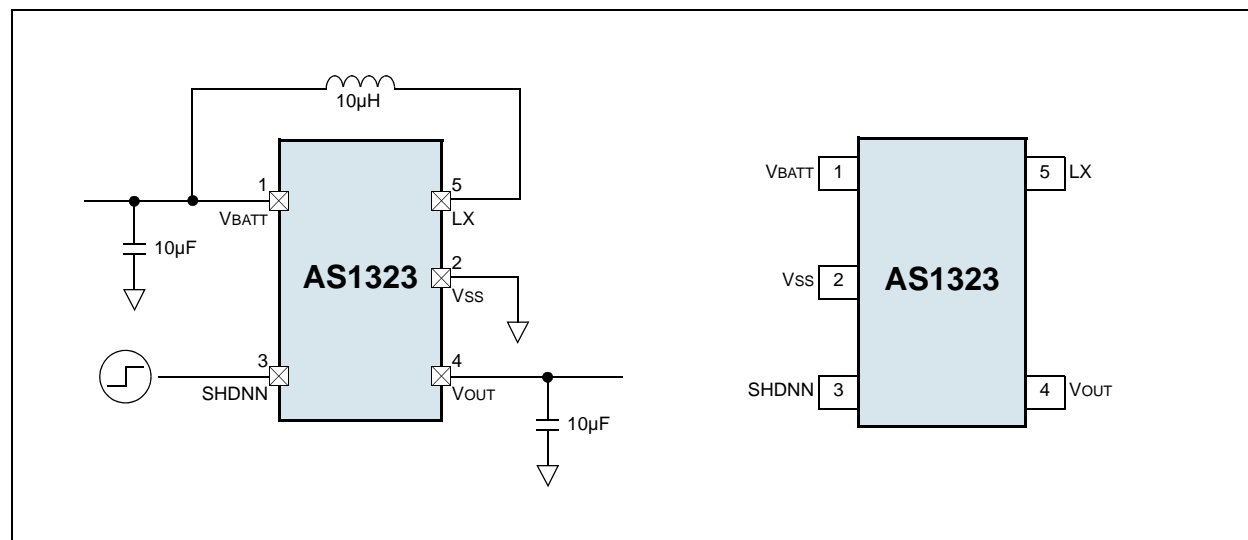 10µH
1
VBATT
5
LX
10µF
AS1323
2
VSS
3
SHDNN
4
VOUT
10µF
VBATT
1
5
LX
VSS
2
AS1323
SHDNN
3
4
VOUT